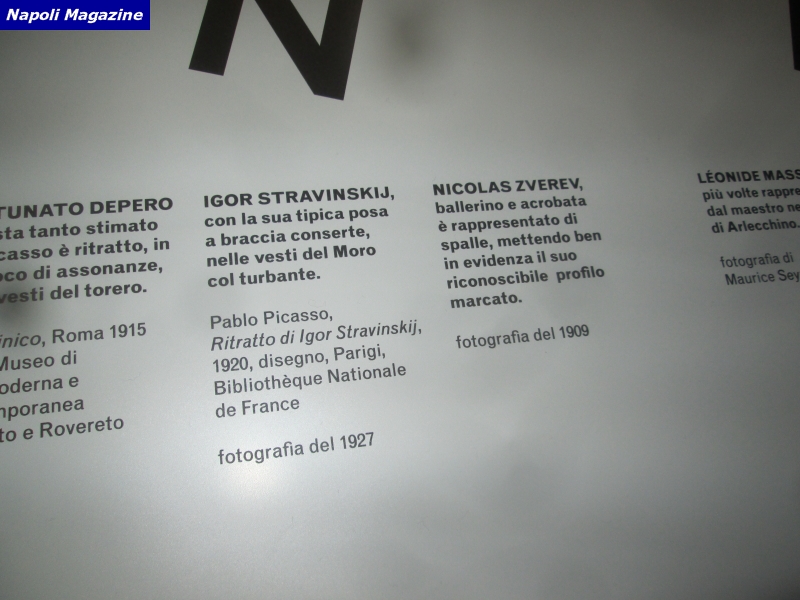 Napoli Magazine
N
TUNATO DEPERO
sta tanto stimato
casso è ritratto, in
oco di assonanze,
vesti del torero.
inico, Roma 1915
Museo di
oderna e
mporanea
to e Rovereto
IGOR STRAVINSKIJ,
con la sua tipica posa
a braccia conserte,
nelle vesti del Moro
col turbante.
Pablo Picasso,
Ritratto di Igor Stravinskij,
1920, disegno, Parigi,
Bibliothèque Nationale
de France
fotografia del 1927
NICOLAS ZVEREV,
ballerino e acrobata
è rappresentato di
spalle, mettendo ben
in evidenza il suo
riconoscibile profilo
marcato.
fotografia del 1909
LÉONIDE MASS
più volte rappre
dal maestro ne
di Arlecchino.
fotografia di
Maurice Sey